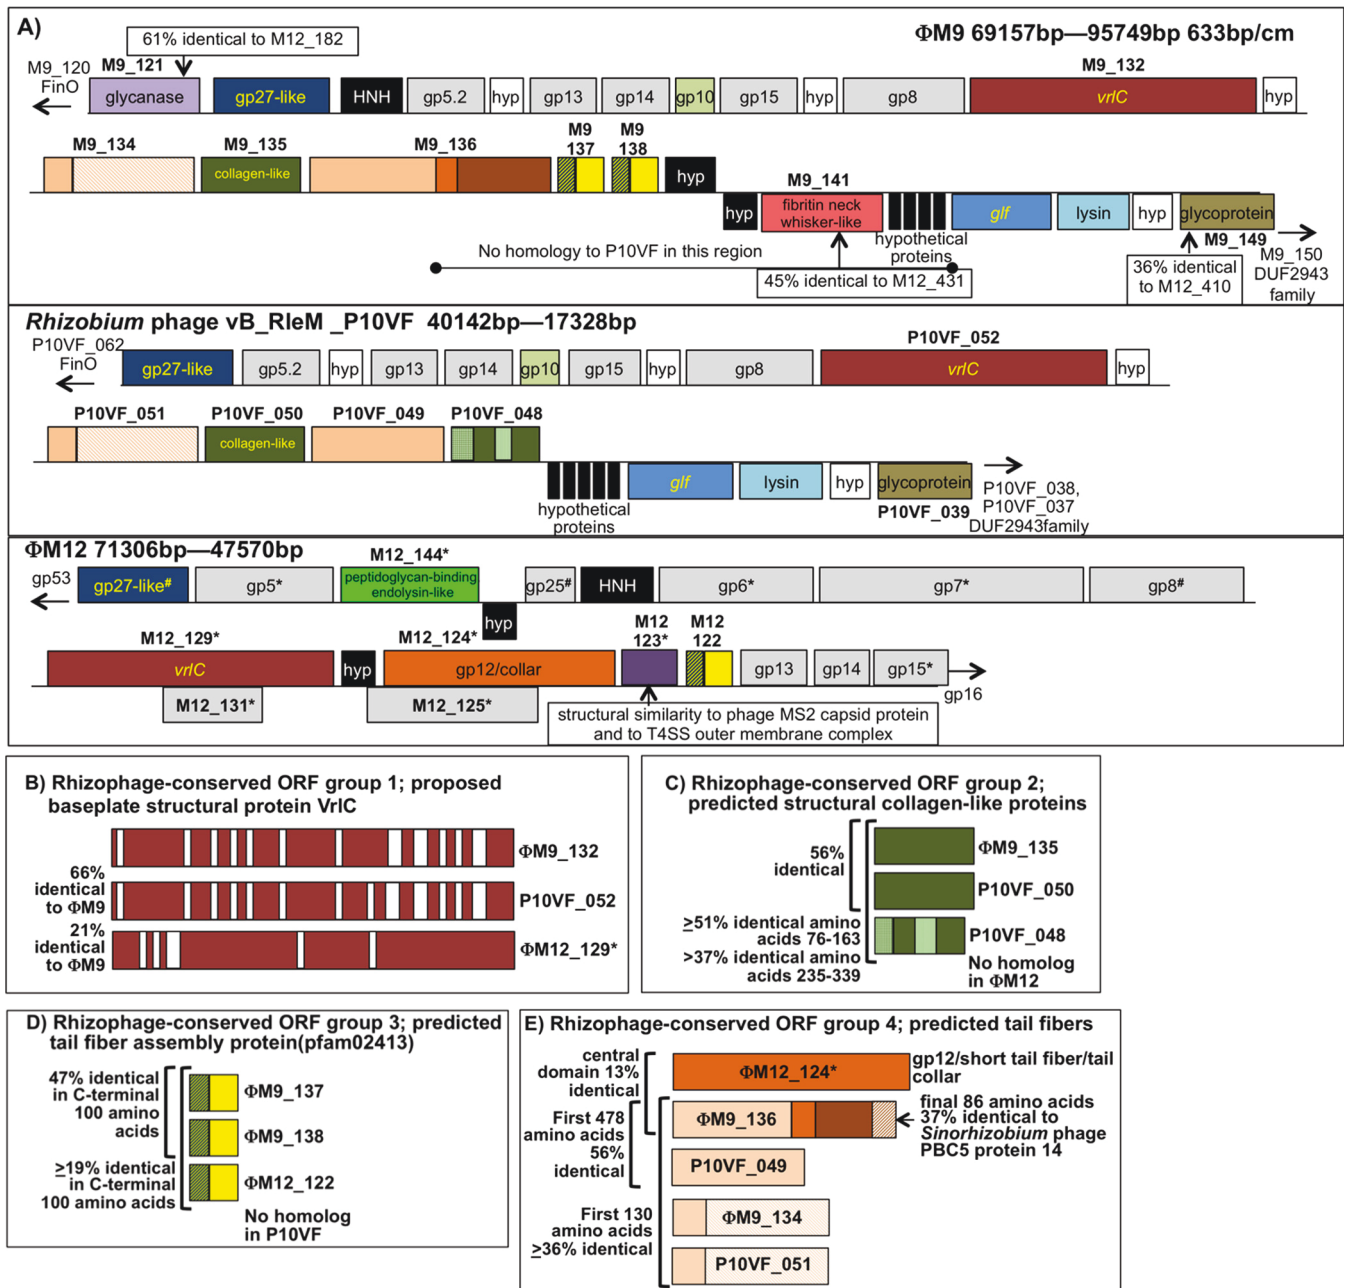 A)
61% identical to M12_182
ΦM9 69157bp—95749bp 633bp/cm
M9_120
FinO
M9_121
M9_132
glycanase
gp27-like
HNH
gp5.2
hyp
gp13
gp14
gp10
gp15
hyp
gp8
vrlC
hyp
M9_134
M9_135
M9_136
M9
137
M9
138
collagen-like
hyp
M9_141
hyp
fibritin neck
whisker-like
glf
lysin
hyp
glycoprotein
hypothetical
proteins
M9_149
No homology to P10VF in this region
45% identical to M12_431
36% identical
to M12_410
M9_150
DUF2943
family
Rhizobium phage vB_RleM _P10VF 40142bp—17328bp
P10VF_062
FinO
P10VF_052
gp27-like
gp5.2
hyp
gp13
gp14
gp10
gp15
hyp
gp8
vrlC
hyp
P10VF_051
P10VF_050
P10VF_049
P10VF_048
collagen-like
glf
lysin
hyp
glycoprotein
hypothetical
proteins
P10VF_039
P10VF_038,
P10VF_037
DUF2943family
ΦM12 71306bp—47570bp
M12_144*
gp53
gp27-like#
gp5*
peptidoglycan-binding
endolysin-like
gp25#
HNH
gp6*
gp7*
gp8#
hyp
M12_129*
M12_124*
M12
123*
M12
122
vrlC
hyp
gp12/collar
gp13
gp14
gp15*
gp16
M12_131*
M12_125*
structural similarity to phage MS2 capsid protein
and to T4SS outer membrane complex
B) Rhizophage-conserved ORF group 1; proposed
baseplate structural protein VrlC
ΦM9_132
66%
identical
to ΦM9
P10VF_052
21%
identical
to ΦM9
ΦM12_129*
C) Rhizophage-conserved ORF group 2;
predicted structural collagen-like proteins
56%
identical
ΦM9_135
P10VF_050
≥51% identical amino
acids 76-163
>37% identical amino
acids 235-339
P10VF_048
No homolog
in ΦM12
D) Rhizophage-conserved ORF group 3; predicted
tail fiber assembly protein(pfam02413)
47% identical
in C-terminal
100 amino
acids
ΦM9_137
ΦM9_138
≥19% identical
in C-terminal
100 amino acids
ΦM12_122
No homolog
in P10VF
E) Rhizophage-conserved ORF group 4; predicted tail fibers
central
domain 13%
identical
ΦM12_124*
gp12/short tail fiber/tail
collar
First 478
amino acids
56%
identical
ΦM9_136
final 86 amino acids
37% identical to
Sinorhizobium phage
PBC5 protein 14
P10VF_049
First 130
amino acids
≥36% identical
ΦM9_134
P10VF_051